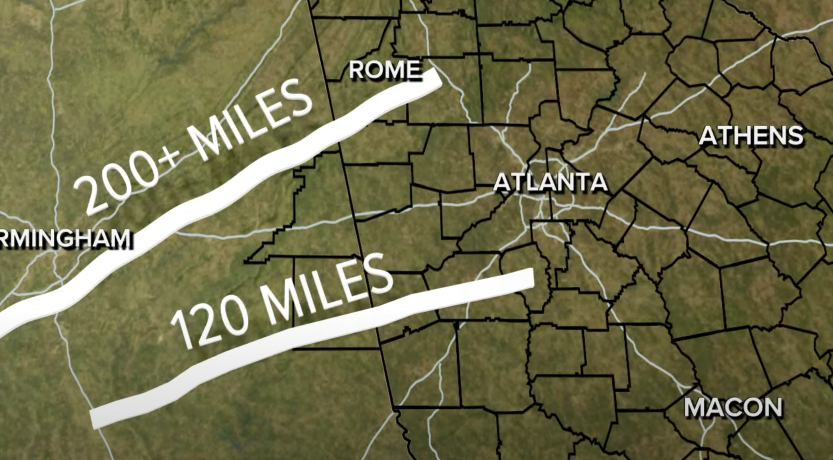 ROME
200+ MILES
ATHENS
ATLANTA
RMINGHAM
120 MILES
MACON